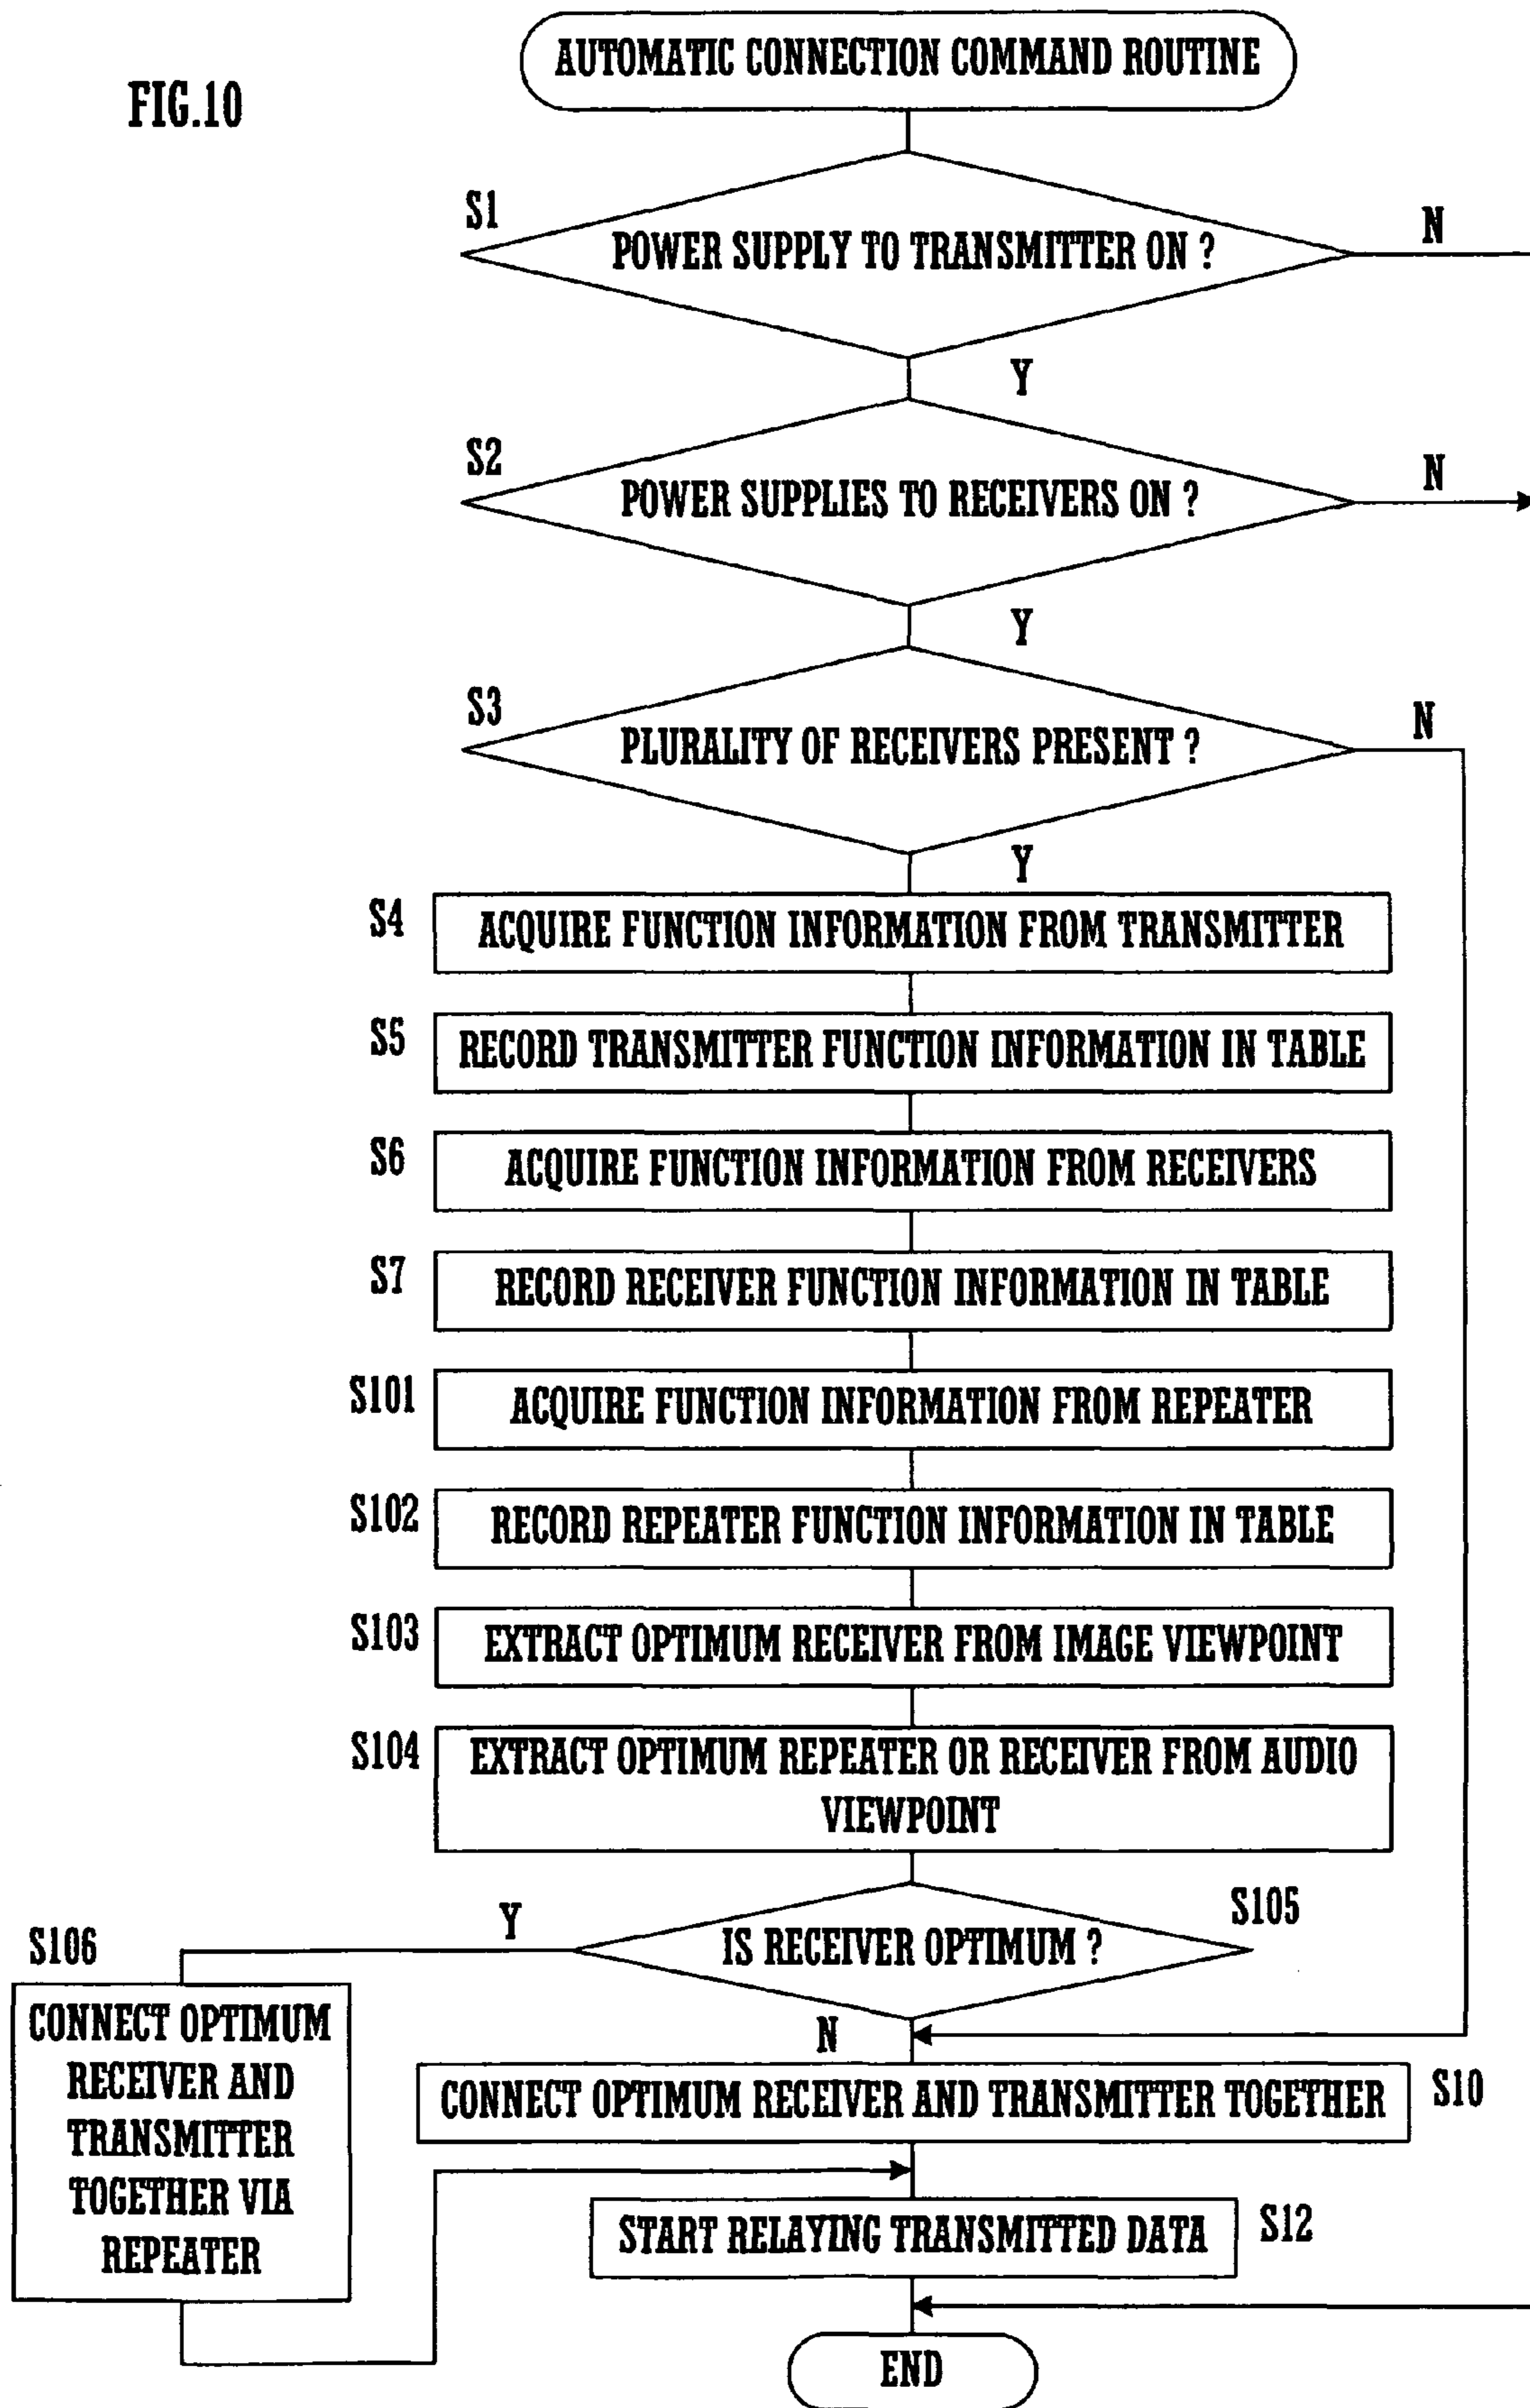 FIG.10
AUTOMATIC CONNECTION COMMAND ROUTINE
S1
POWER SUPPLY TO TRANSMITTER ON ?
N
Y
S2
POWER SUPPLIES TO RECEIVERS ON ?
N
Y
S3
PLURALITY OF RECEIVERS PRESENT ?
N
Y
S4
ACQUIRE FUNCTION INFORMATION FROM TRANSMITTER
S5
RECORD TRANSMITTER FUNCTION INFORMATION IN TABLE
S6
ACQUIRE FUNCTION INFORMATION FROM RECEIVERS
S7
RECORD RECEIVER FUNCTION INFORMATION IN TABLE
S101
ACQUIRE FUNCTION INFORMATION FROM REPEATER
S102
RECORD REPEATER FUNCTION INFORMATION IN TABLE
S103
EXTRACT OPTIMUM RECEIVER FROM IMAGE VIEWPOINT
S104
EXTRACT OPTIMUM REPEATER OR RECEIVER FROM AUDIO
VIEWPOINT
S105
IS RECEIVER OPTIMUM ?
Y
N
S106
CONNECT OPTIMUM
RECEIVER AND
TRANSMITTER
TOGETHER VIA
REPEATER
CONNECT OPTIMUM RECEIVER AND TRANSMITTER TOGETHER
S10
START RELAYING TRANSMITTED DATA
S12
END